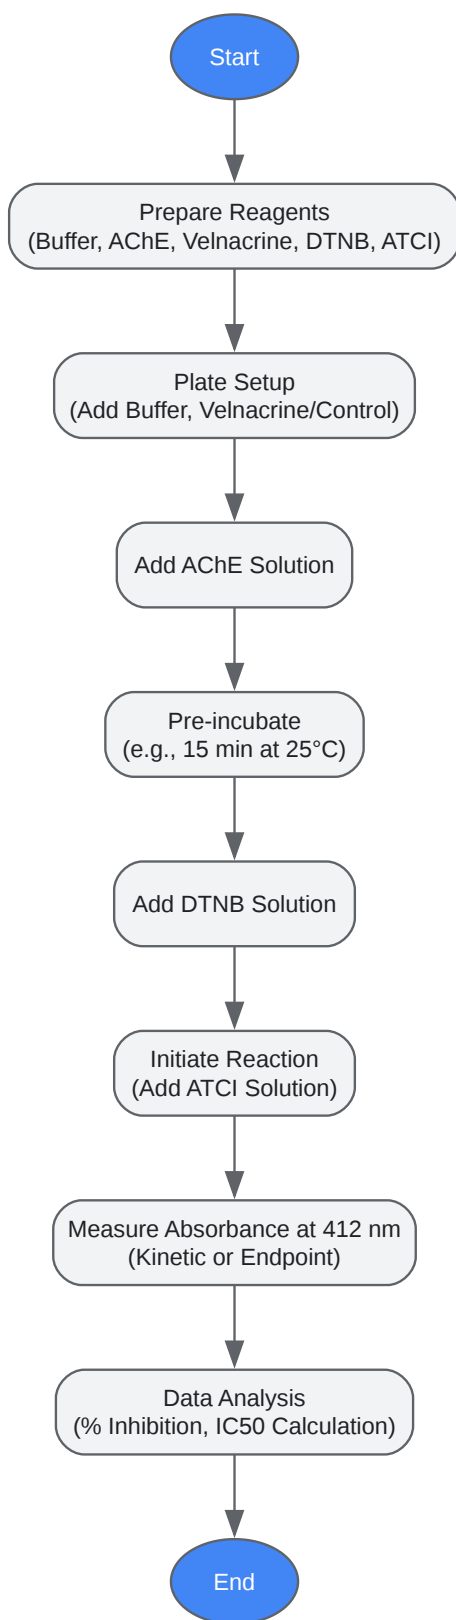 Start
Prepare Reagents
(Buffer, AChE, Velnacrine, DTNB, ATCI)
Plate Setup
(Add Buffer, Velnacrine/Control)
Add AChE Solution
Pre-incubate
(e.g., 15 min at 25°C)
Add DTNB Solution
Initiate Reaction
(Add ATCI Solution)
Measure Absorbance at 412 nm
(Kinetic or Endpoint)
Data Analysis
(% Inhibition, IC50 Calculation)
End